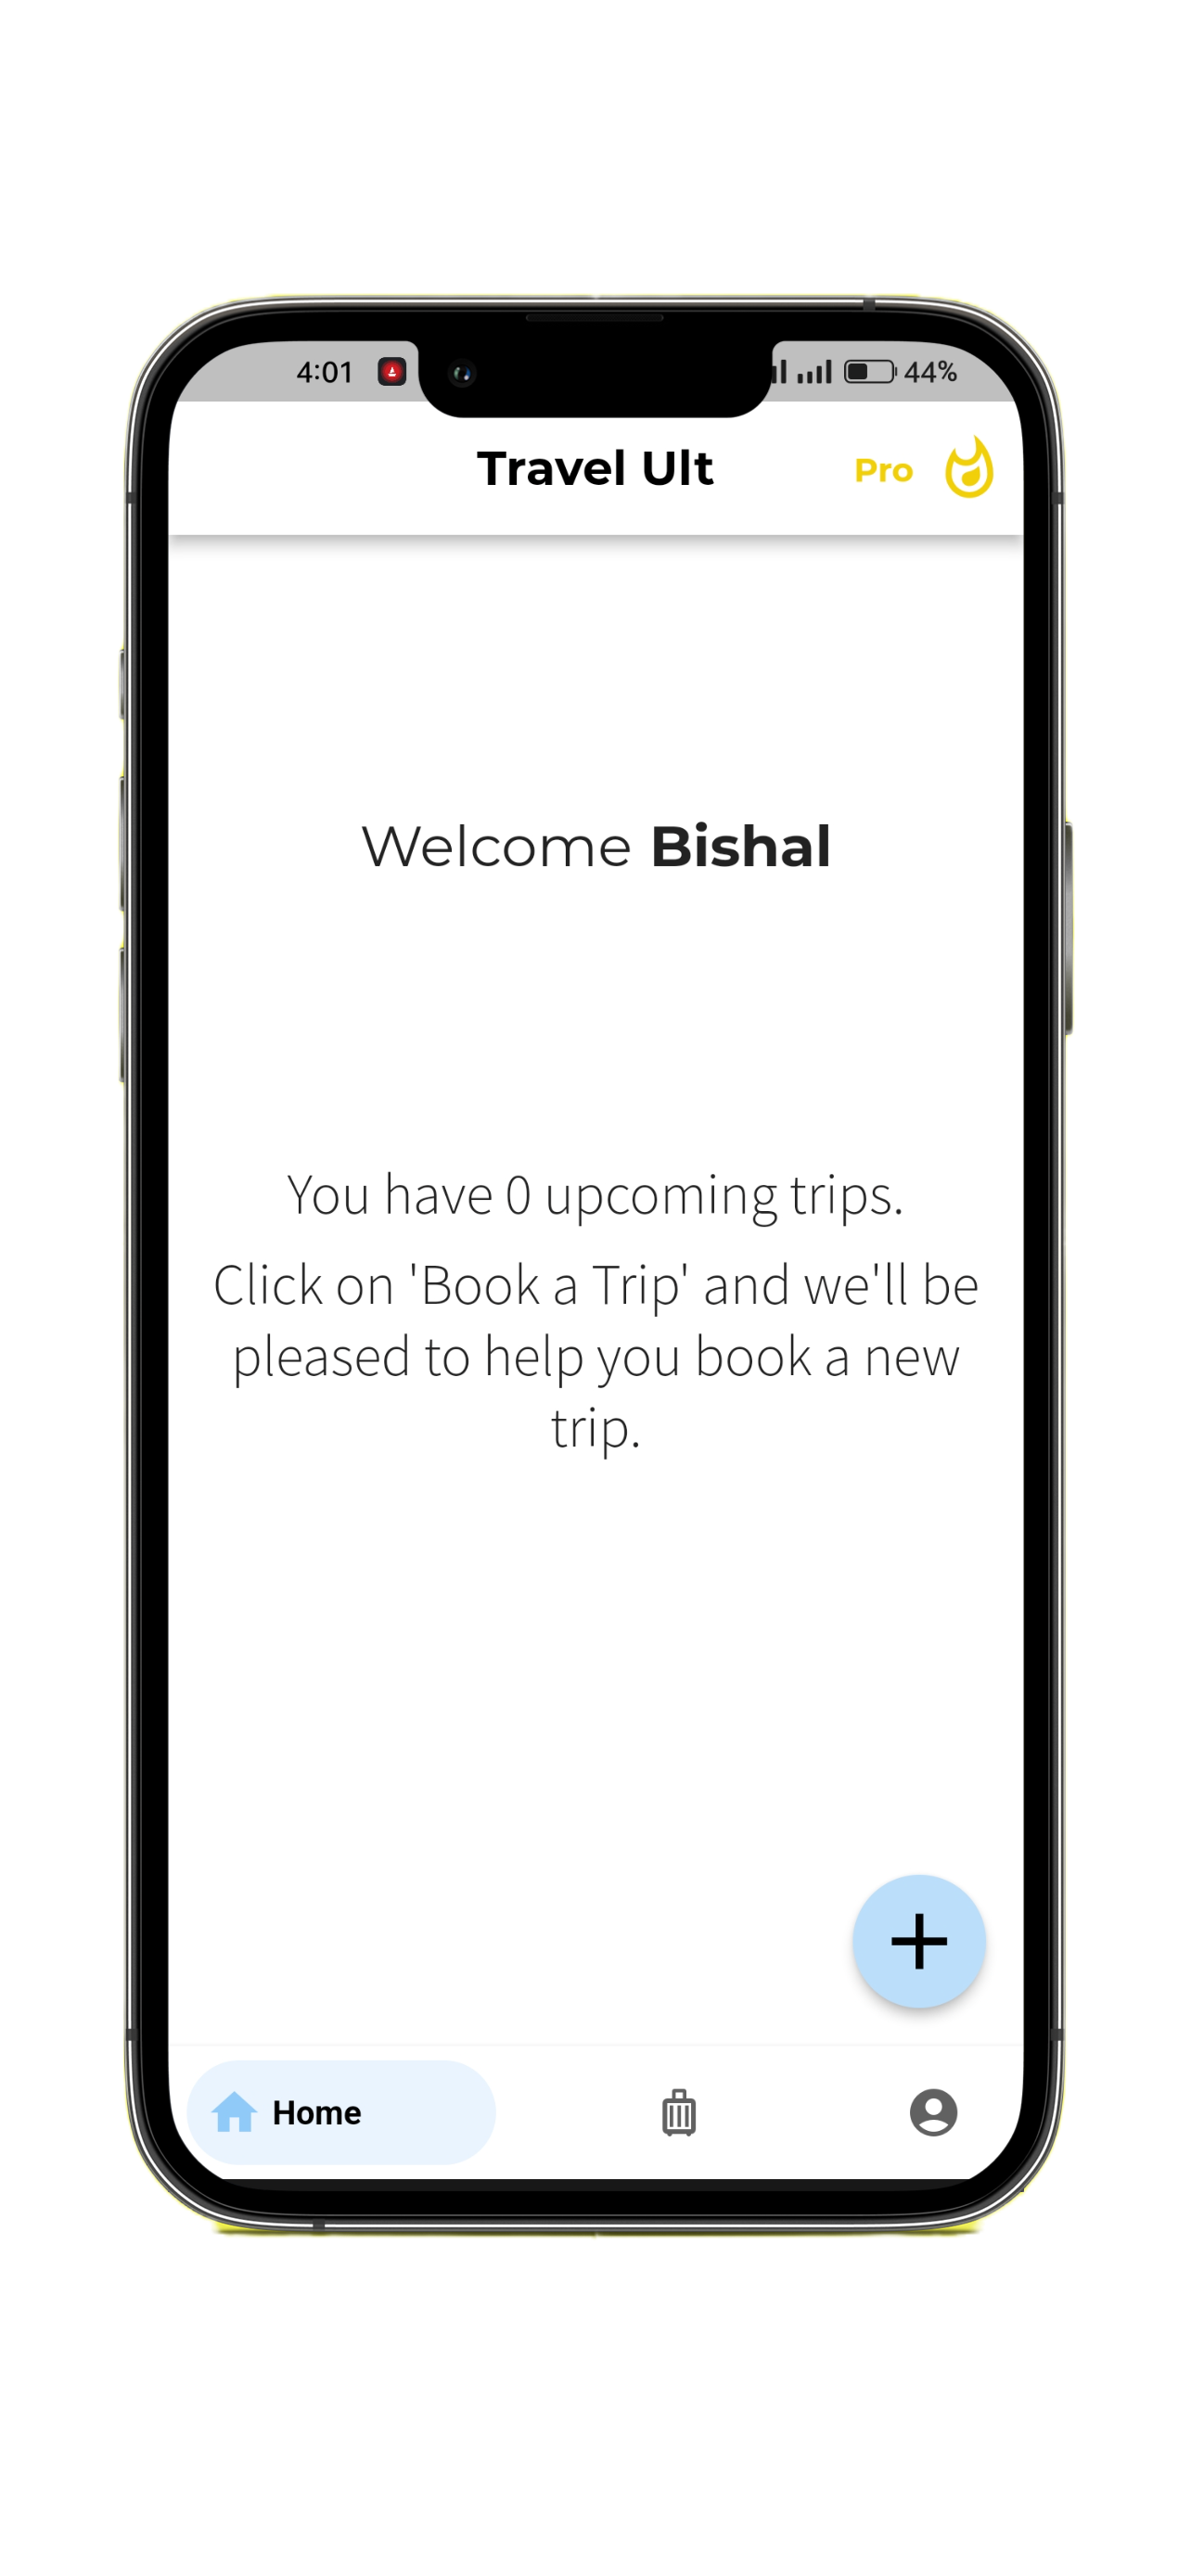 4:01 44%
Travel Ult Pro
Welcome Bishal
You have 0 upcoming trips.
Click on 'Book a Trip' and we'll be
pleased to help you book a new
trip.
Home